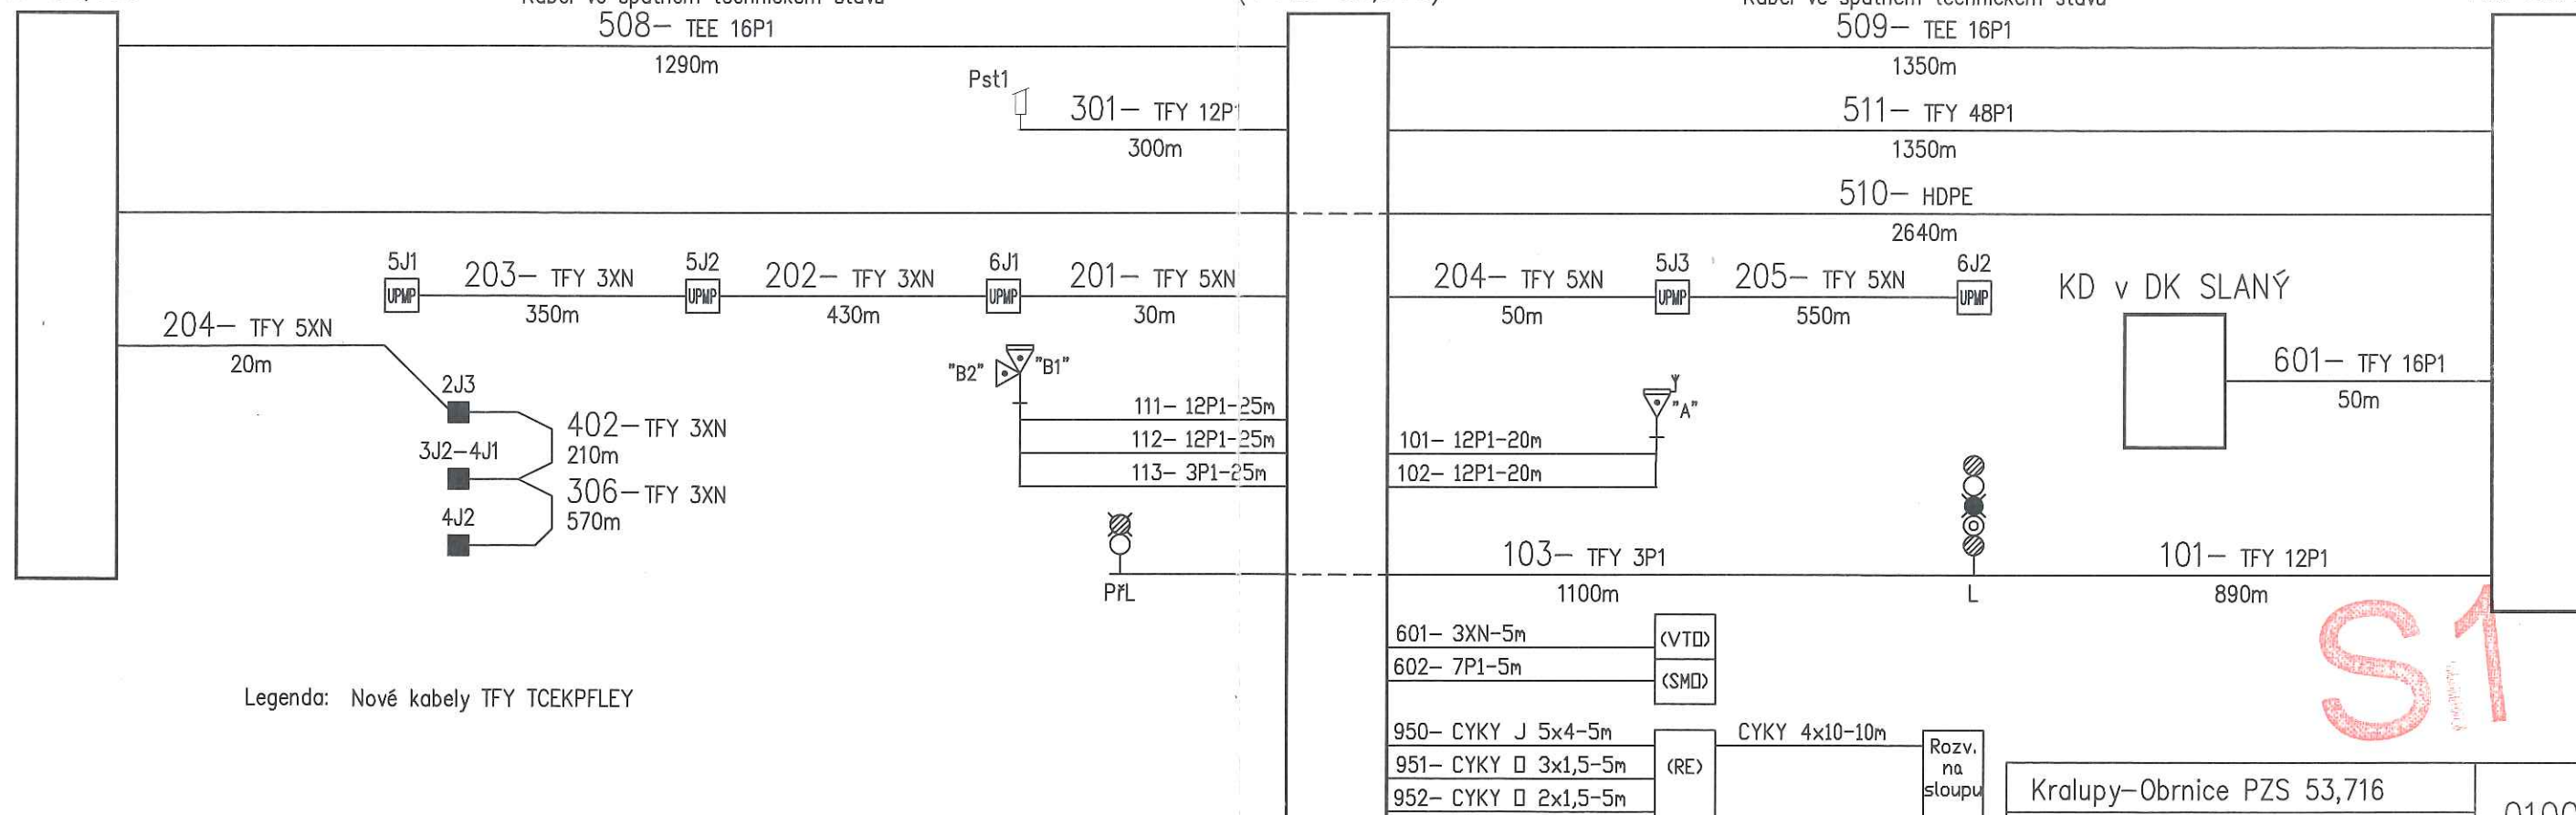 508– TEE 16P1
1290m
509– TEE 16P1
1350m
Pst1
301– TFY 12P1
300m
511– TFY 48P1
1350m
510– HDPE
2640m
5J1
UPMP
203– TFY 3XN
350m
5J2
UPMP
202– TFY 3XN
430m
6J1
UPMP
201– TFY 5XN
30m
204– TFY 5XN
50m
5J3
UPMP
205– TFY 5XN
550m
6J2
UPMP
KD v DK SLANÝ
601– TFY 16P1
50m
204– TFY 5XN
20m
2J3
402–TFY 3XN
210m
3J2–4J1
306–TFY 3XN
570m
4J2
"B2"
"B1"
111– 12P1–25m
112– 12P1–25m
113– 3P1–25m
"A"
101– 12P1–20m
102– 12P1–20m
PřL
103– TFY 3P1
1100m
L
101– TFY 12P1
890m
601– 3XN–5m
(VTO)
602– 7P1–5m
(SMO)
S1
Legenda: Nové kabely TFY TCEKPFLEY
950– CYKY J 5x4–5m
951– CYKY O 3x1,5–5m
952– CYKY O 2x1,5–5m
(RE)
CYKY 4x10–10m
Rozv.
na
sloupu
Kralupy–Obrnice PZS 53,716